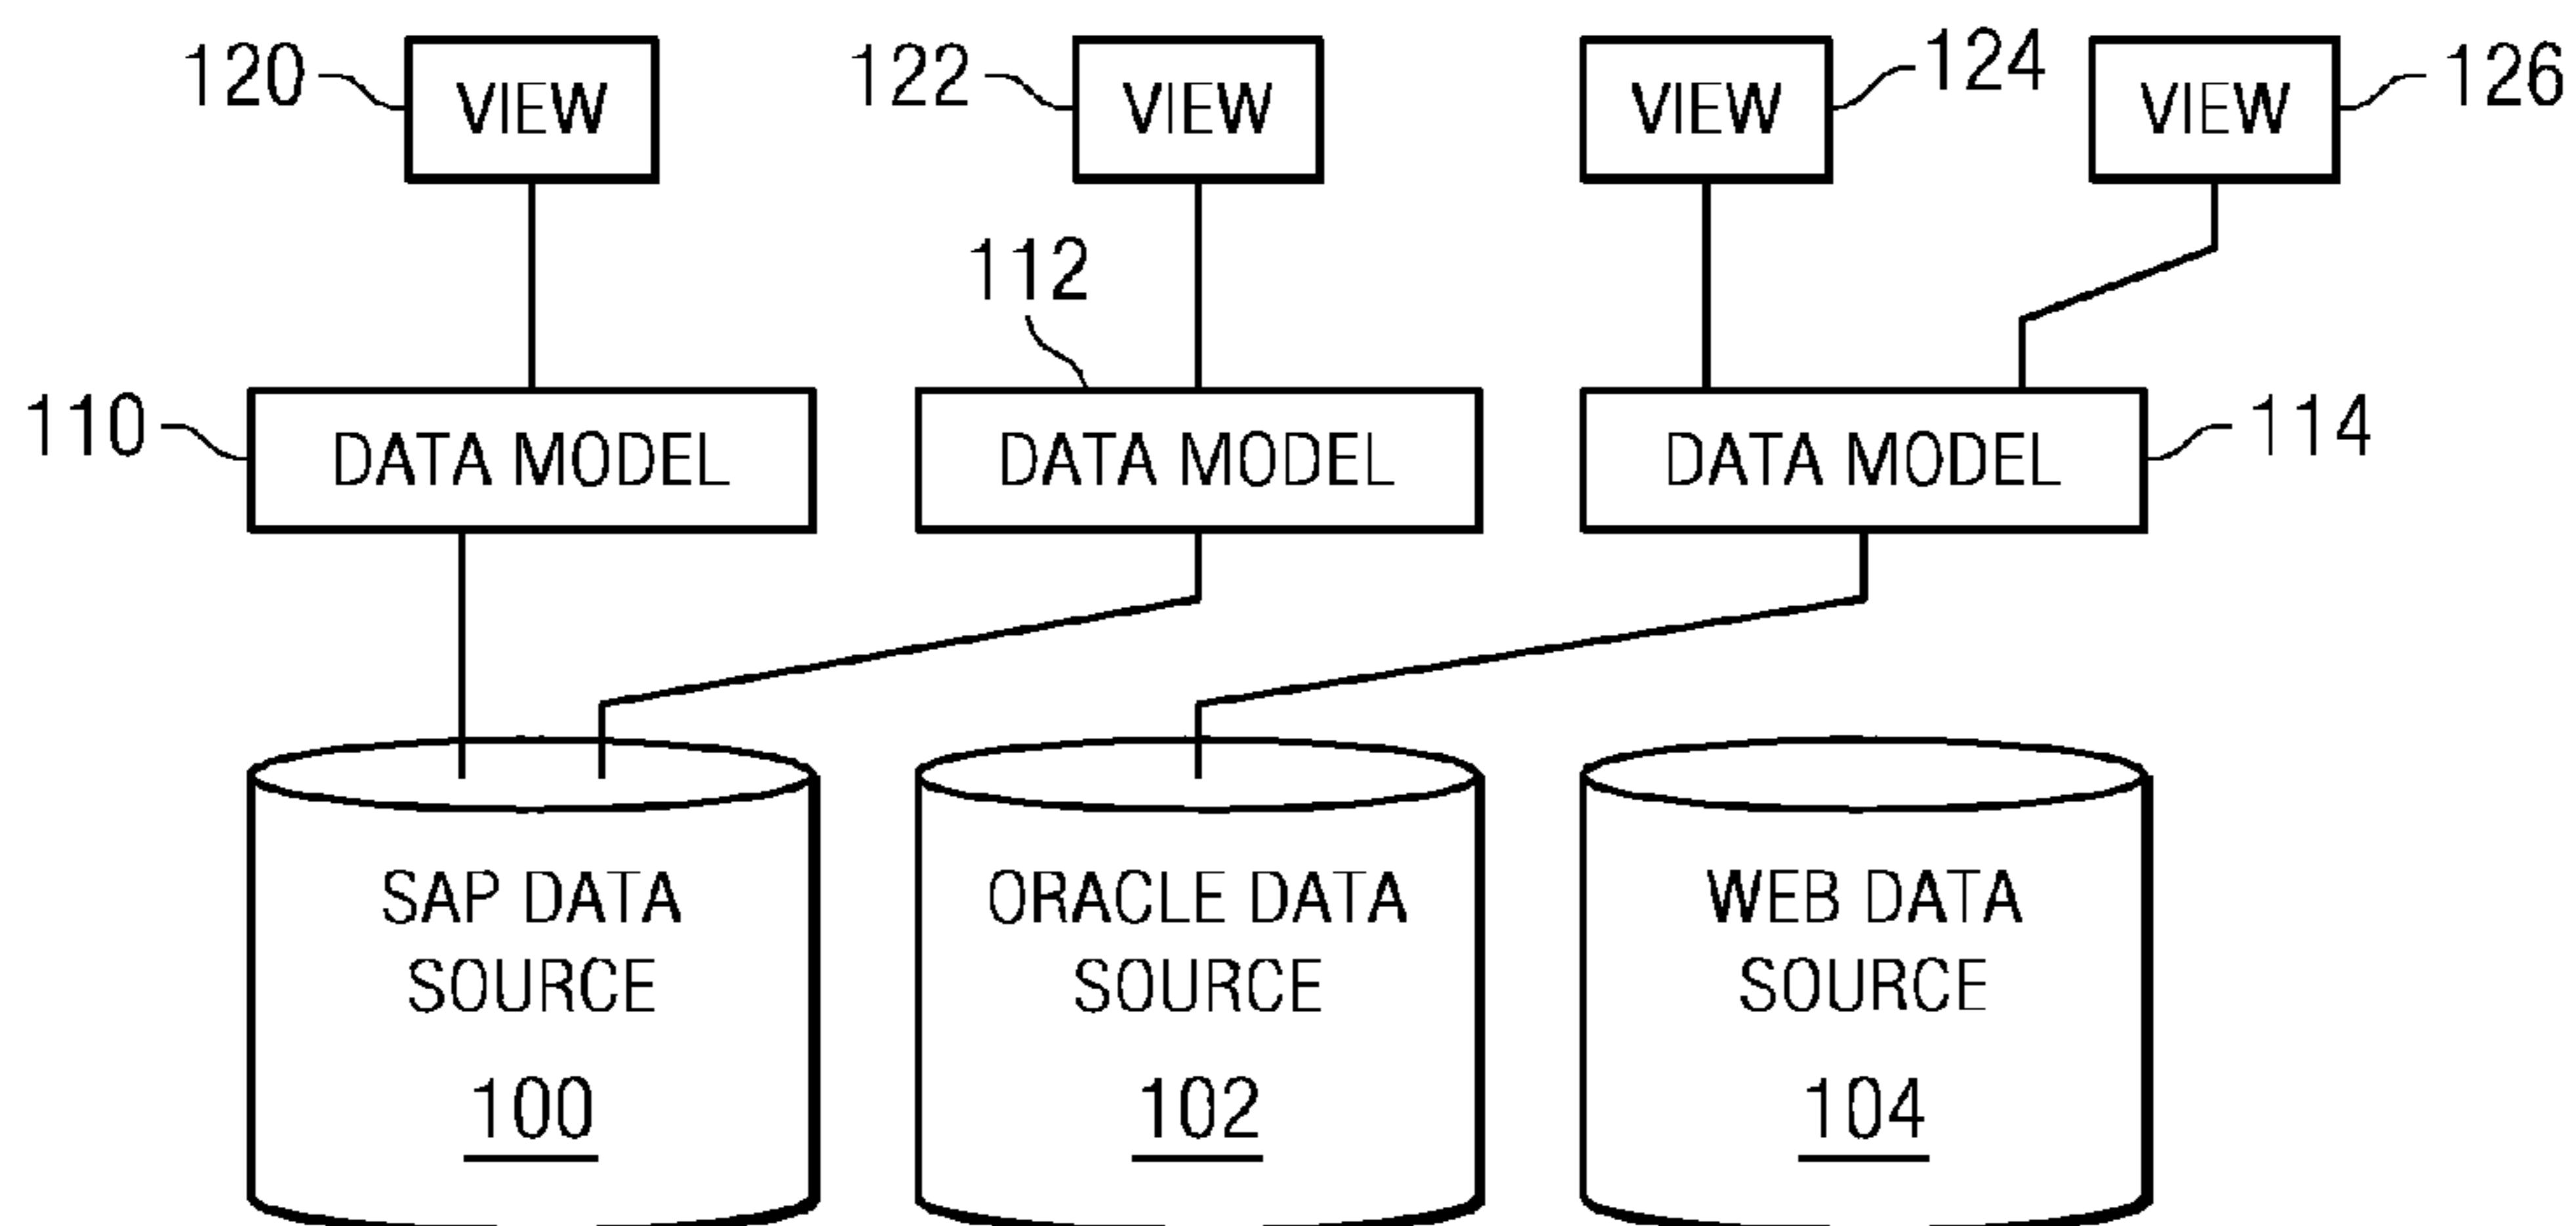 120 VIEW 122 VIEW VIEW 124 VIEW 126
112
110 DATA MODEL DATA MODEL DATA MODEL 114
SAP DATA ORACLE DATA WEB DATA
SOURCE SOURCE SOURCE
100 102 104